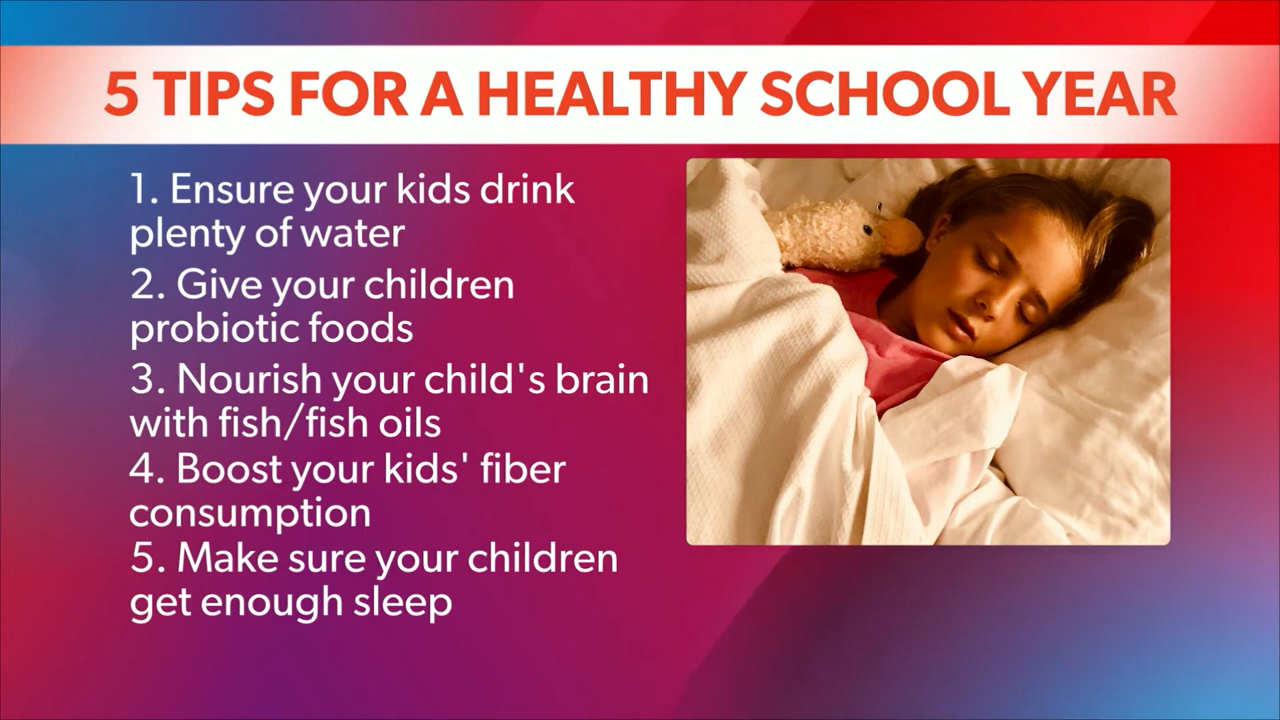 5 TIPS FOR A HEALTHY SCHOOL YEAR
1. Ensure your kids drink
plenty of water
2. Give your children
probiotic foods
3. Nourish your child's brain
with fish/fish oils
4. Boost your kids' fiber
consumption
5. Make sure your children
get enough sleep